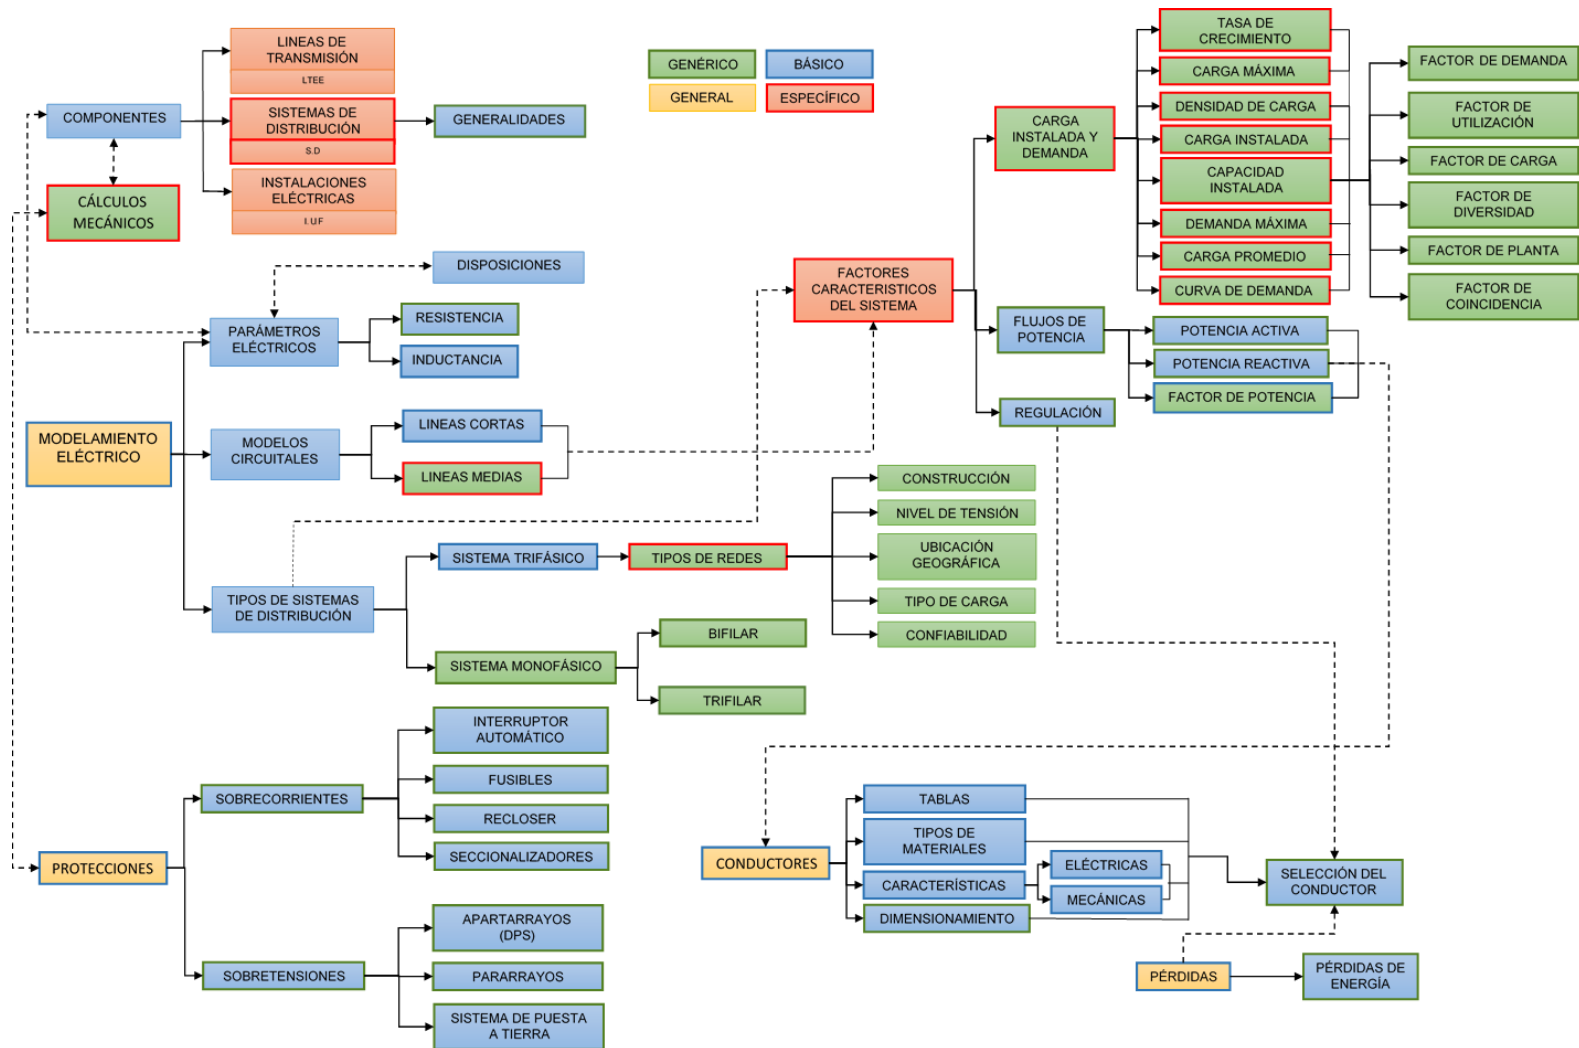 LINEAS DE
TRANSMISIÓN
LTEE
COMPONENTES
SISTEMAS DE
DISTRIBUCIÓN
S.D
GENERALIDADES
CÁLCULOS
MECÁNICOS
INSTALACIONES
ELÉCTRICAS
I.U.F
GENÉRICO
BÁSICO
GENERAL
ESPECÍFICO
DISPOSICIONES
PARÁMETROS
ELÉCTRICOS
RESISTENCIA
INDUCTANCIA
MODELAMIENTO
ELÉCTRICO
MODELOS
CIRCUITALES
LINEAS CORTAS
LINEAS MEDIAS
TIPOS DE SISTEMAS
DE DISTRIBUCIÓN
SISTEMA TRIFÁSICO
TIPOS DE REDES
CONSTRUCCIÓN
NIVEL DE TENSIÓN
UBICACIÓN
GEOGRÁFICA
TIPO DE CARGA
CONFIABILIDAD
SISTEMA MONOFÁSICO
BIFILAR
TRIFILAR
FACTORES
CARACTERISTICOS
DEL SISTEMA
CARGA
INSTALADA Y
DEMANDA
TASA DE
CRECIMIENTO
CARGA MÁXIMA
DENSIDAD DE CARGA
CARGA INSTALADA
CAPACIDAD
INSTALADA
DEMANDA MÁXIMA
CARGA PROMEDIO
CURVA DE DEMANDA
FACTOR DE DEMANDA
FACTOR DE
UTILIZACIÓN
FACTOR DE CARGA
FACTOR DE
DIVERSIDAD
FACTOR DE PLANTA
FACTOR DE
COINCIDENCIA
FLUJOS DE
POTENCIA
POTENCIA ACTIVA
POTENCIA REACTIVA
FACTOR DE POTENCIA
REGULACIÓN
PROTECCIONES
SOBRECORRIENTES
INTERRUPTOR
AUTOMÁTICO
FUSIBLES
RECLOSER
SECCIONALIZADORES
SOBRETENSIONES
APARTARRAYOS
(DPS)
PARARRAYOS
SISTEMA DE PUESTA
A TIERRA
CONDUCTORES
TABLAS
TIPOS DE
MATERIALES
CARACTERÍSTICAS
ELÉCTRICAS
MECÁNICAS
DIMENSIONAMIENTO
SELECCIÓN DEL
CONDUCTOR
PÉRDIDAS
PÉRDIDAS DE
ENERGÍA